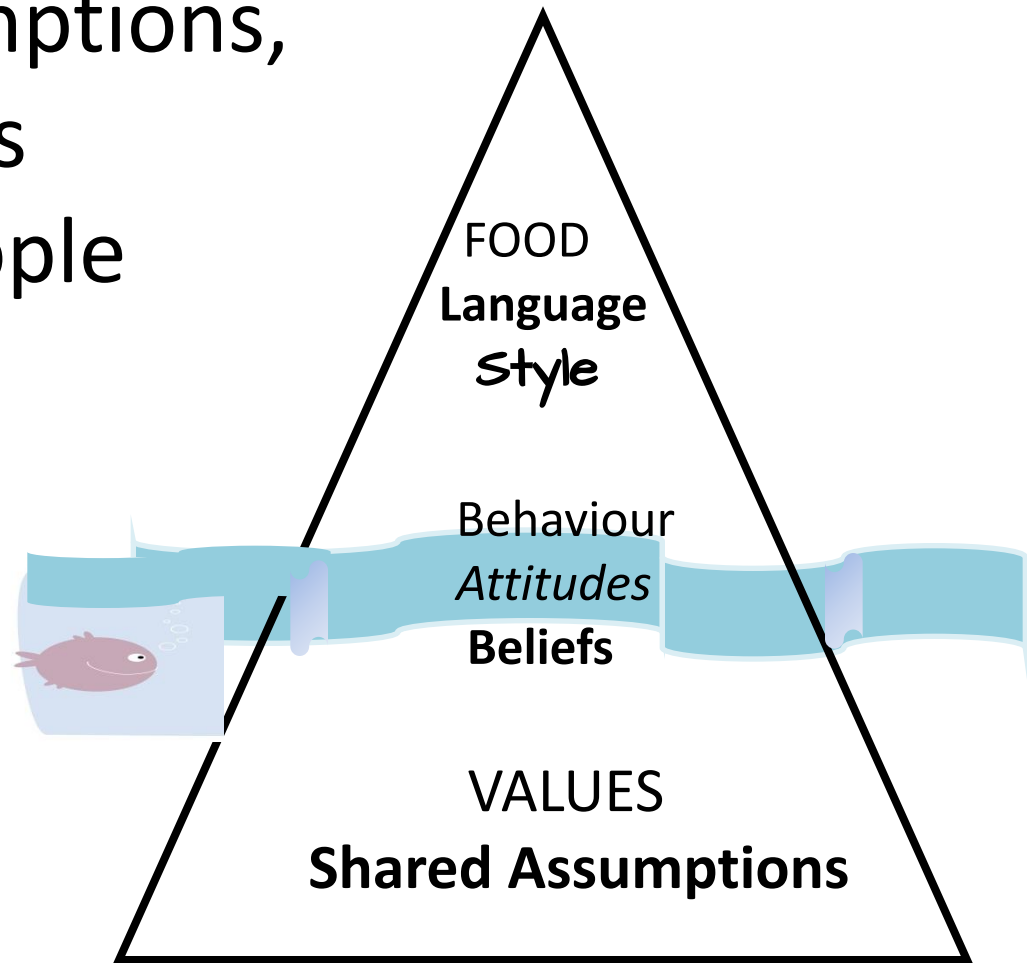 mptions,
s
ople
FOOD
Language
Style
Behaviour
Attitudes
Beliefs
VALUES
Shared Assumptions